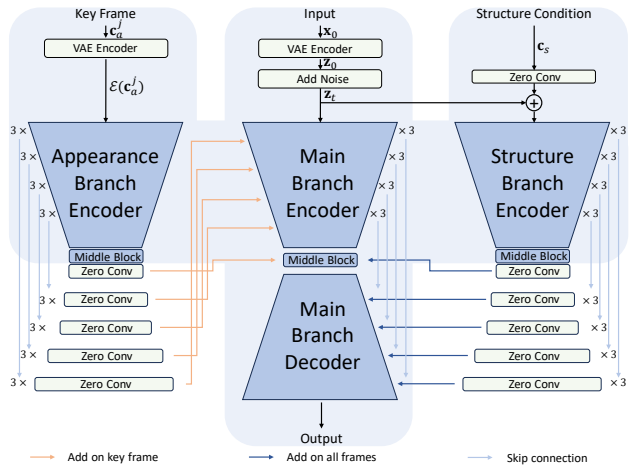 Key Frame
Input
Structure Condition
c_a^j
x_0
c_s
VAE Encoder
VAE Encoder
z_0
Add Noise
Zero Conv
ℰ(c_a^j)
z_t
+
3 ×
× 3
× 3
3 ×
× 3
× 3
3 ×
× 3
× 3
3 ×
× 3
× 3
Appearance
Branch
Encoder
Main
Branch
Encoder
Structure
Branch
Encoder
Middle Block
Middle Block
Middle Block
Zero Conv
Zero Conv
3 ×
Zero Conv
Zero Conv
× 3
3 ×
Zero Conv
Zero Conv
× 3
3 ×
Zero Conv
Zero Conv
× 3
3 ×
Zero Conv
Zero Conv
× 3
Main
Branch
Decoder
Output
Add on key frame
Add on all frames
Skip connection